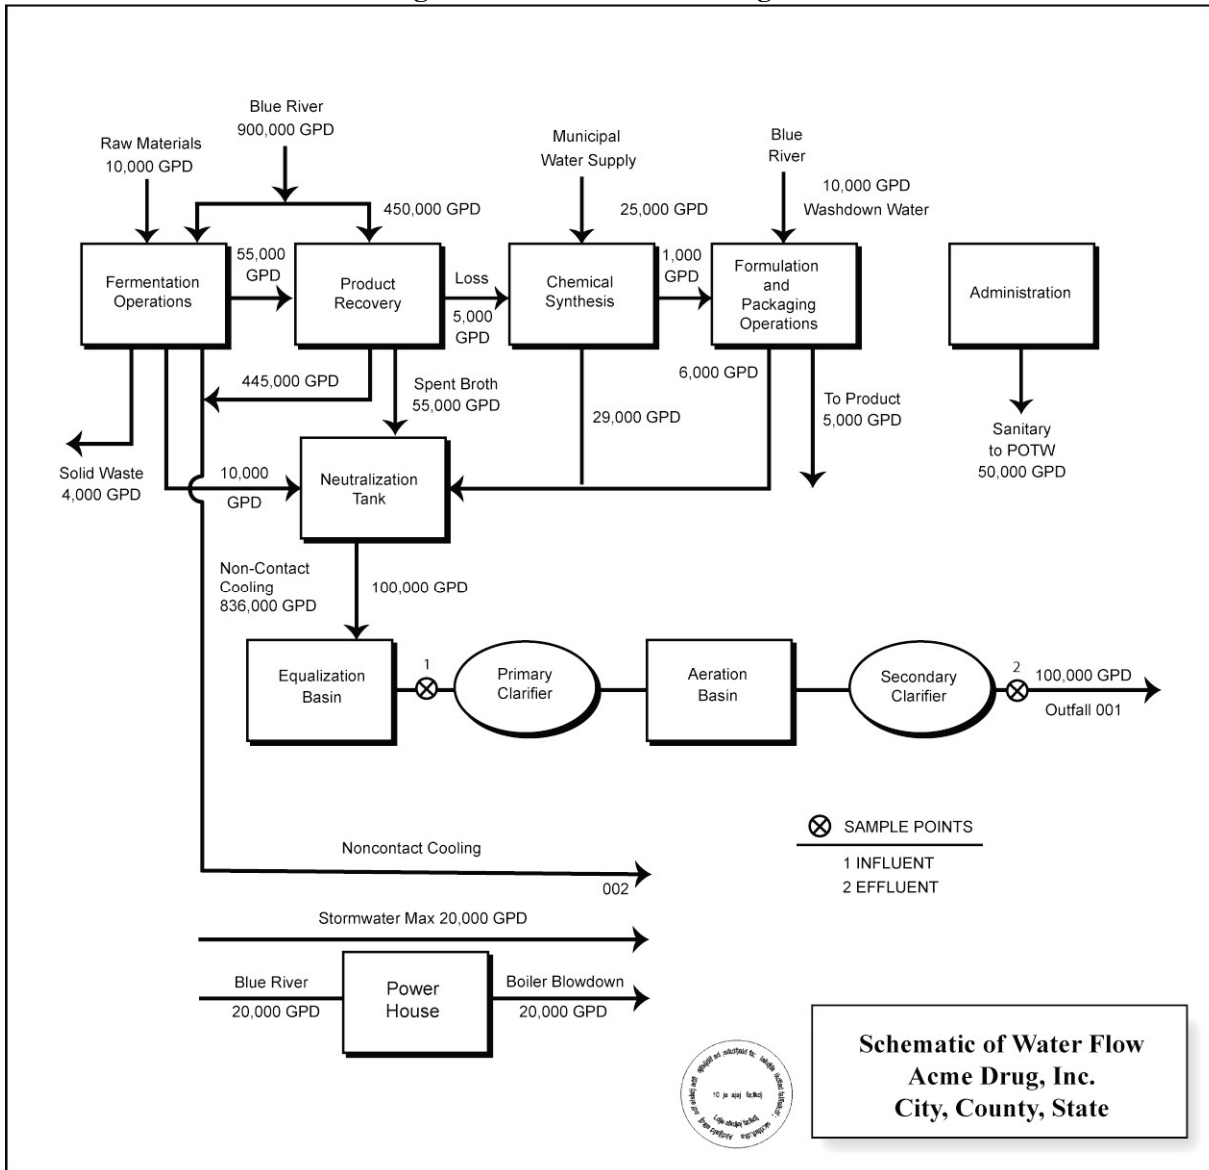 Blue River
900,000 GPD
Raw Materials
10,000 GPD
Municipal
Water Supply
Blue
River
450,000 GPD
25,000 GPD
10,000 GPD
Washdown Water
Fermentation
Operations
55,000
GPD
Product
Recovery
Loss
5,000
GPD
Chemical
Synthesis
1,000
GPD
Formulation
and
Packaging
Operations
Administration
445,000 GPD
Spent Broth
55,000 GPD
29,000 GPD
6,000 GPD
To Product
5,000 GPD
Sanitary
to POTW
50,000 GPD
Solid Waste
4,000 GPD
10,000
GPD
Neutralization
Tank
Non-Contact
Cooling
836,000 GPD
100,000 GPD
Equalization
Basin
1
Primary
Clarifier
Aeration
Basin
Secondary
Clarifier
2
100,000 GPD
Outfall 001
SAMPLE POINTS
1 INFLUENT
2 EFFLUENT
Noncontact Cooling
002
Stormwater Max 20,000 GPD
Blue River
20,000 GPD
Power
House
Boiler Blowdown
20,000 GPD
Schematic of Water Flow
Acme Drug, Inc.
City, County, State